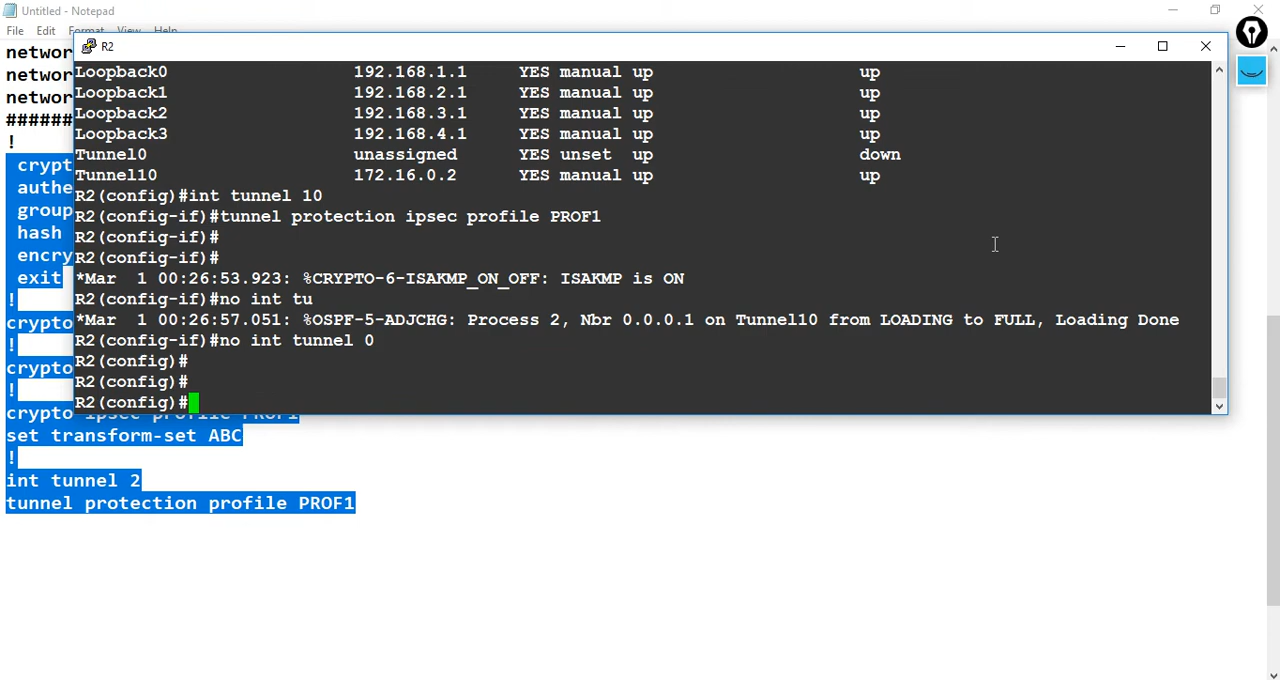 Untitled - Notepad
File Edit Format View Help
R2
networ
networ
networ
######
!
crypt
authe
group
hash
encry
exit
!
crypto
!
crypto
!
crypto ipsec profile PROF1
set transform-set ABC
!
int tunnel 2
tunnel protection profile PROF1
Loopback0 192.168.1.1 YES manual up up
Loopback1 192.168.2.1 YES manual up up
Loopback2 192.168.3.1 YES manual up up
Loopback3 192.168.4.1 YES manual up up
Tunnel0 unassigned YES unset up down
Tunnel10 172.16.0.2 YES manual up up
R2(config)#int tunnel 10
R2(config-if)#tunnel protection ipsec profile PROF1
R2(config-if)#
R2(config-if)#
*Mar 1 00:26:53.923: %CRYPTO-6-ISAKMP_ON_OFF: ISAKMP is ON
R2(config-if)#no int tu
*Mar 1 00:26:57.051: %OSPF-5-ADJCHG: Process 2, Nbr 0.0.0.1 on Tunnel10 from LOADING to FULL, Loading Done
R2(config-if)#no int tunnel 0
R2(config)#
R2(config)#
R2(config)#